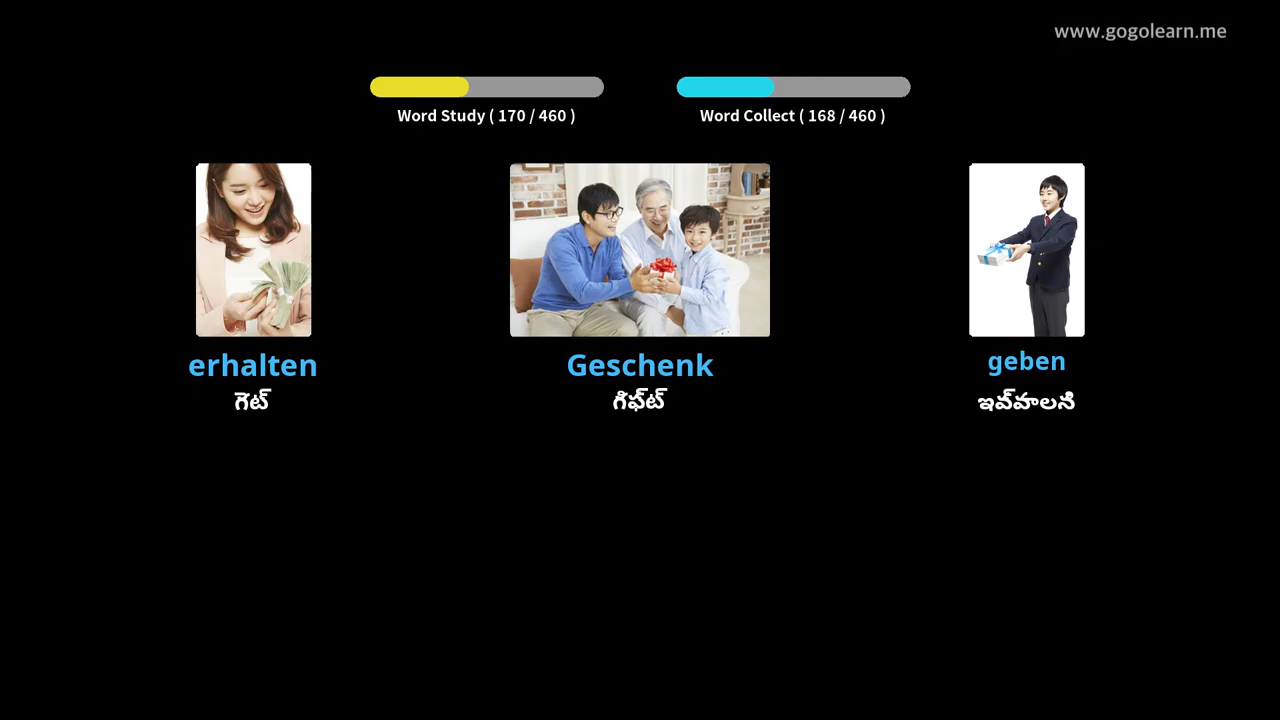 www.gogolearn.me
Word Study ( 170 / 460 )
Word Collect ( 168 / 460 )
erhalten
Geschenk
geben
గెట్
గిఫ్ట్
ఇవ్వాలని